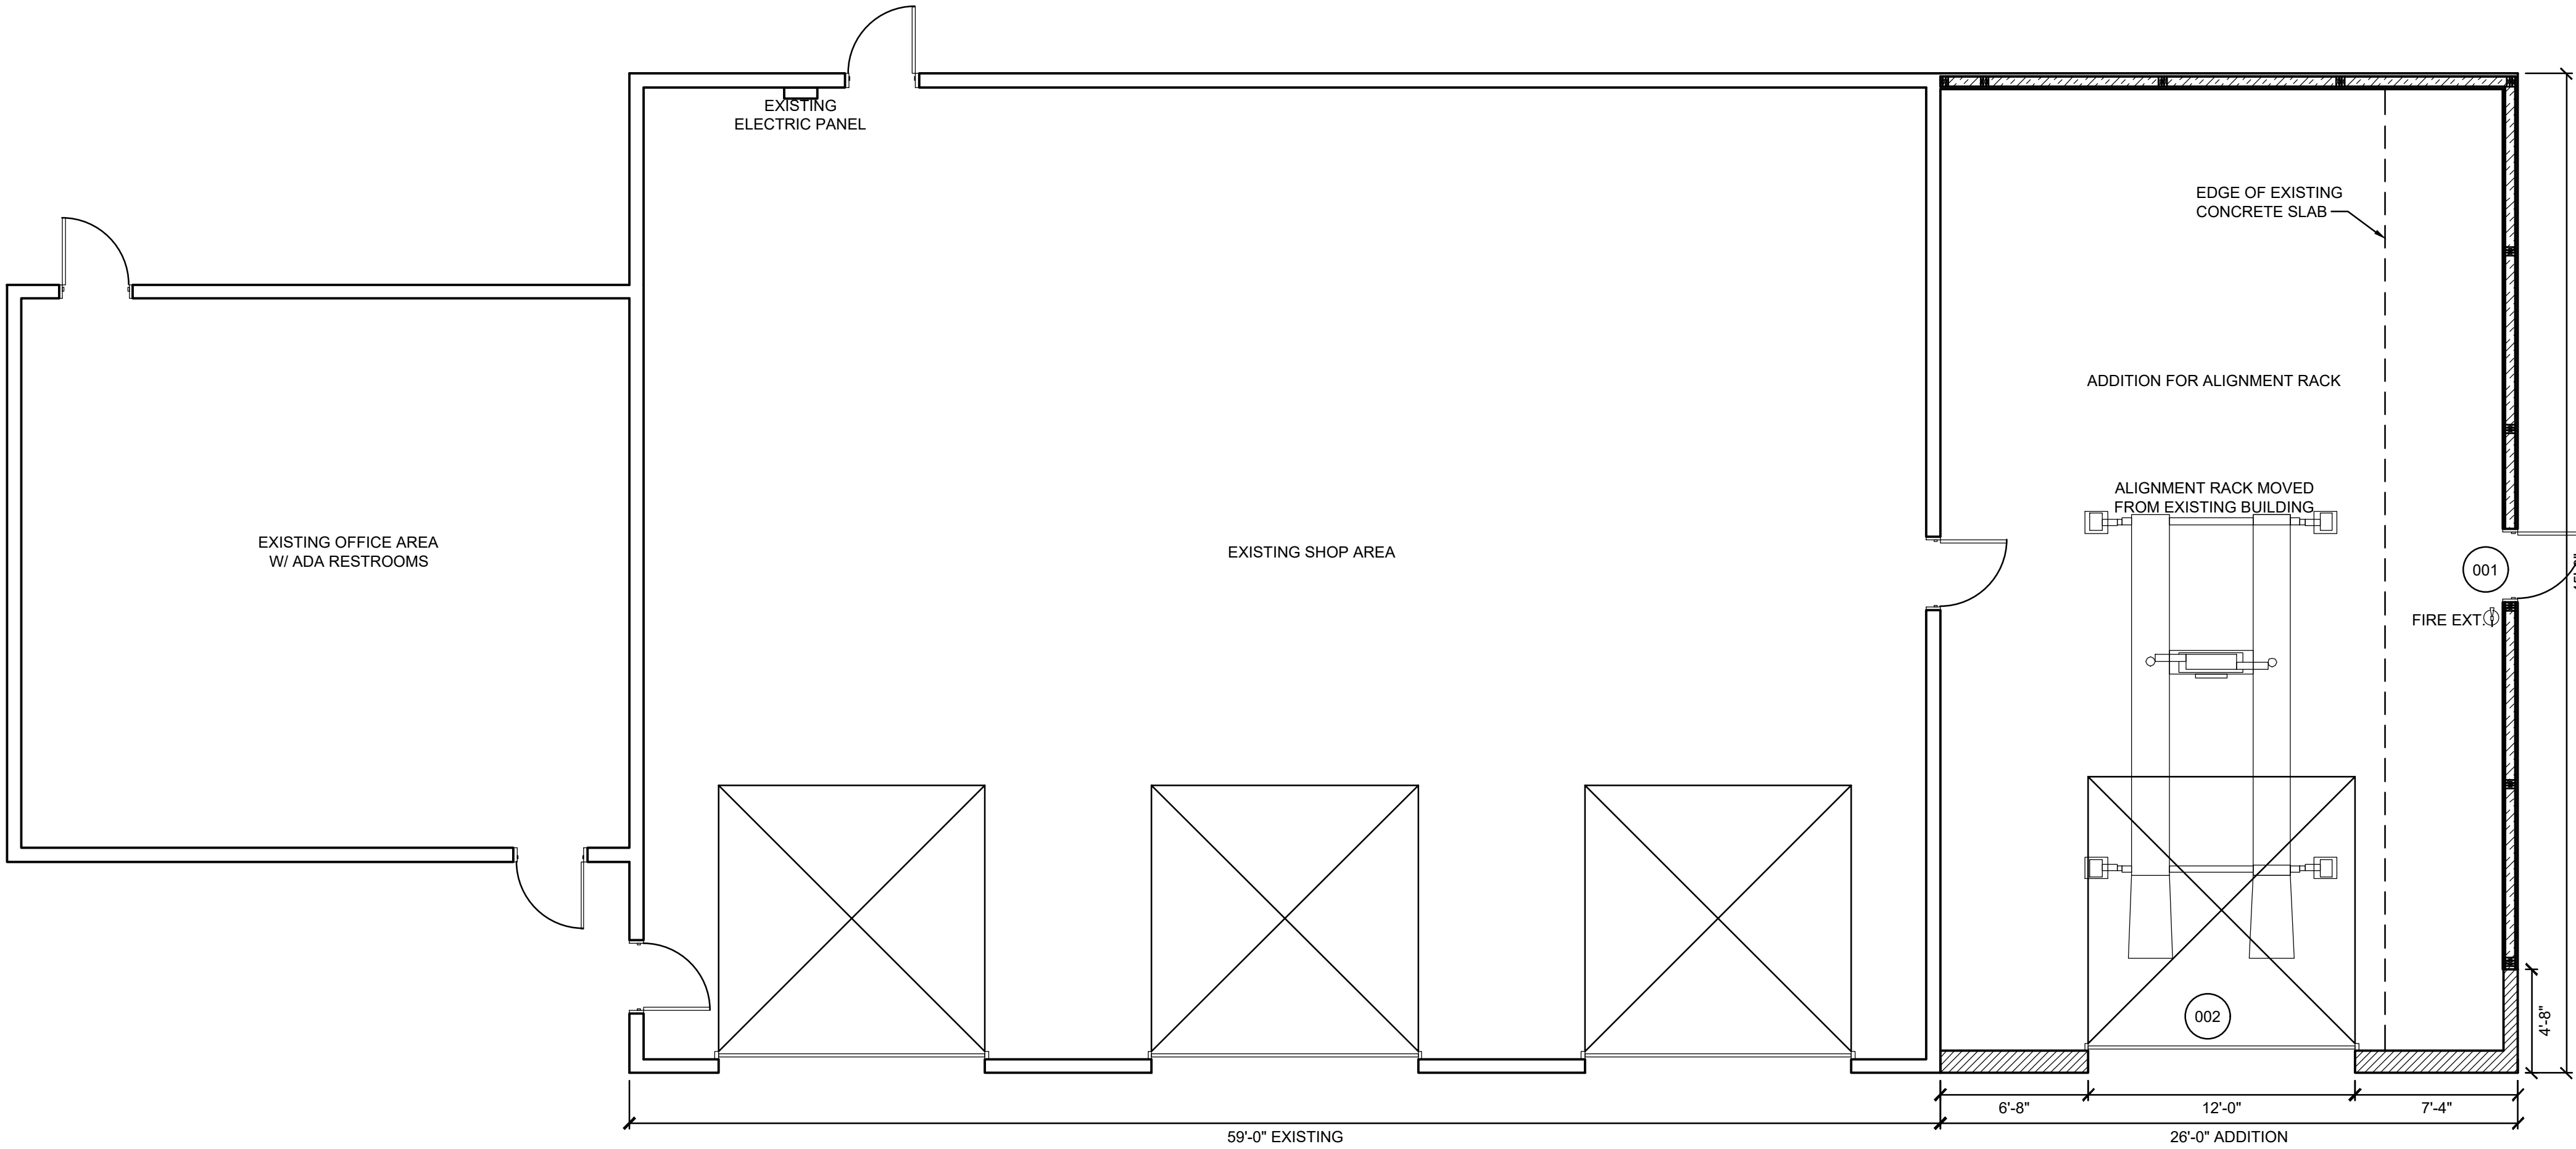 EXISTING
ELECTRIC PANEL
EDGE OF EXISTING
CONCRETE SLAB
ADDITION FOR ALIGNMENT RACK
ALIGNMENT RACK MOVED
FROM EXISTING BUILDING
EXISTING OFFICE AREA
W/ ADA RESTROOMS
EXISTING SHOP AREA
001
FIRE EXT.
002
4'-8"
6'-8"
12'-0"
7'-4"
59'-0" EXISTING
26'-0" ADDITION